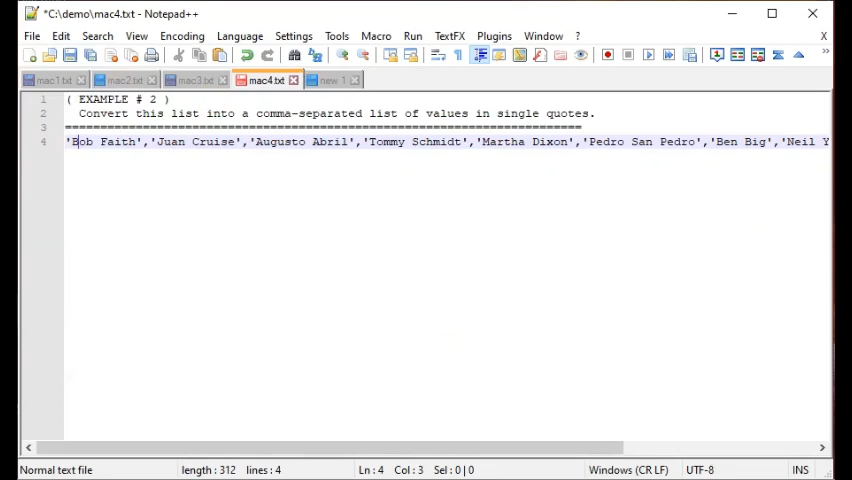 *C:\demo\mac4.txt - Notepad++
File Edit Search View Encoding Language Settings Tools Macro Run TextFX Plugins Window ? X
mac1.txt mac2.txt mac3.txt mac4.txt new 1
1 ( EXAMPLE # 2 )
2 Convert this list into a comma-separated list of values in single quotes.
3 =========================================================================
4 'Bob Faith','Juan Cruise','Augusto Abril','Tommy Schmidt','Martha Dixon','Pedro San Pedro','Ben Big','Neil Y
Normal text file length : 312 lines : 4 Ln : 4 Col : 3 Sel : 0 | 0 Windows (CR LF) UTF-8 INS